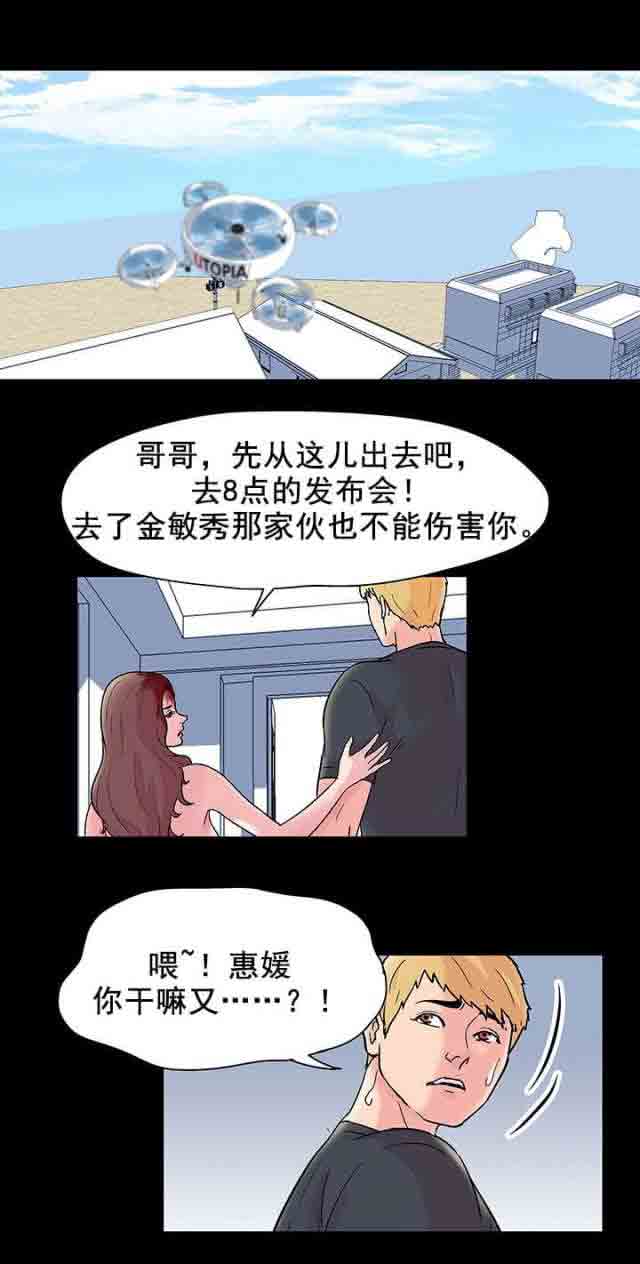 UTOPIA
哥哥，先从这儿出去吧，
去8点的发布会！
去了金敏秀那家伙也不能伤害你。
喂~！惠媛
你干嘛又……？！